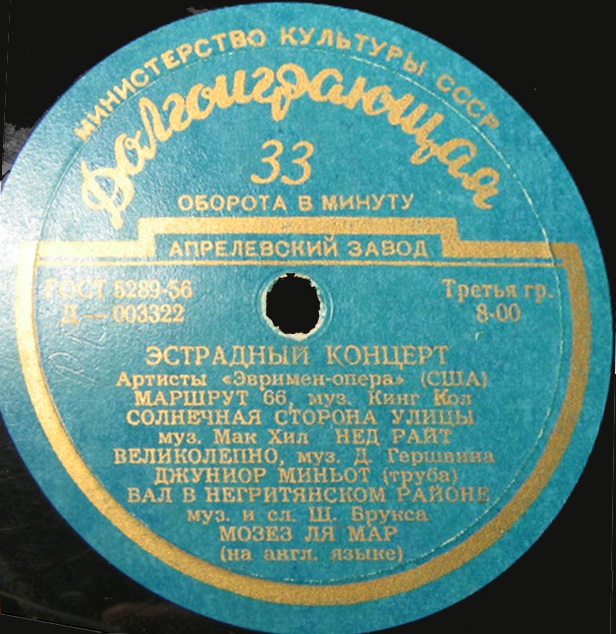 МИНИСТЕРСТВО КУЛЬТУРЫ СССР
Долгоиграющая
33
ОБОРОТА В МИНУТУ
АПРЕЛЕВСКИЙ ЗАВОД
ГОСТ 5289-56 Третья гр.
Д—003322 8-00
ЭСТРАДНЫЙ КОНЦЕРТ
Артисты «Эвримен-опера» (США)
МАРШРУТ 66, муз. Кинг Кол
СОЛНЕЧНАЯ СТОРОНА УЛИЦЫ
муз. Мак Хил НЕД РАЙТ
ВЕЛИКОЛЕПНО, муз. Д. Гершвина
ДЖУНИОР МИНЬОТ (труба)
БАЛ В НЕГРИТЯНСКОМ РАЙОНЕ
муз. и сл. Ш. Брукса
МОЗЕЗ ЛЯ МАР
(на англ. языке)